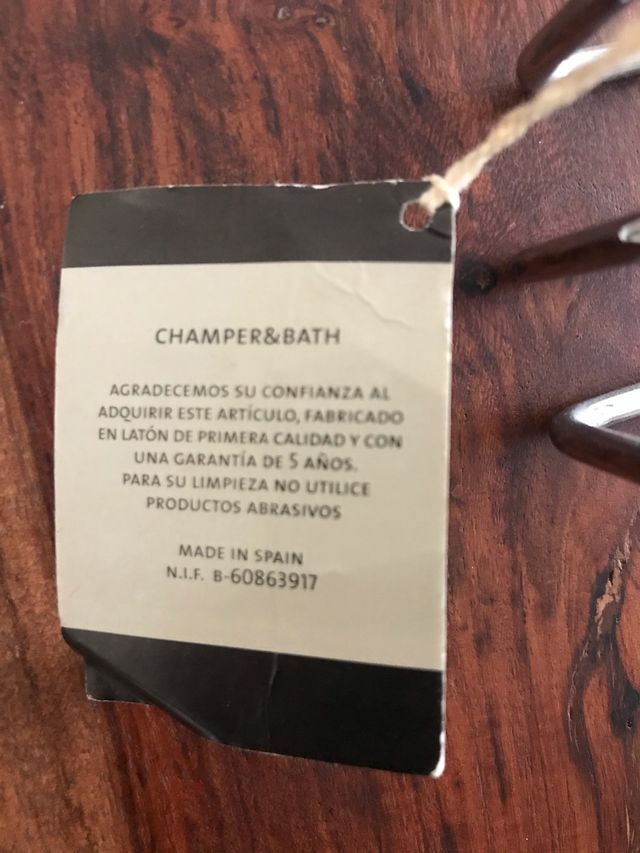 CHAMPER&BATH
AGRADECEMOS SU CONFIANZA AL
ADQUIRIR ESTE ARTÍCULO, FABRICADO
EN LATÓN DE PRIMERA CALIDAD Y CON
UNA GARANTÍA DE 5 AÑOS.
PARA SU LIMPIEZA NO UTILICE
PRODUCTOS ABRASIVOS
MADE IN SPAIN
N.I.F. B-60863917